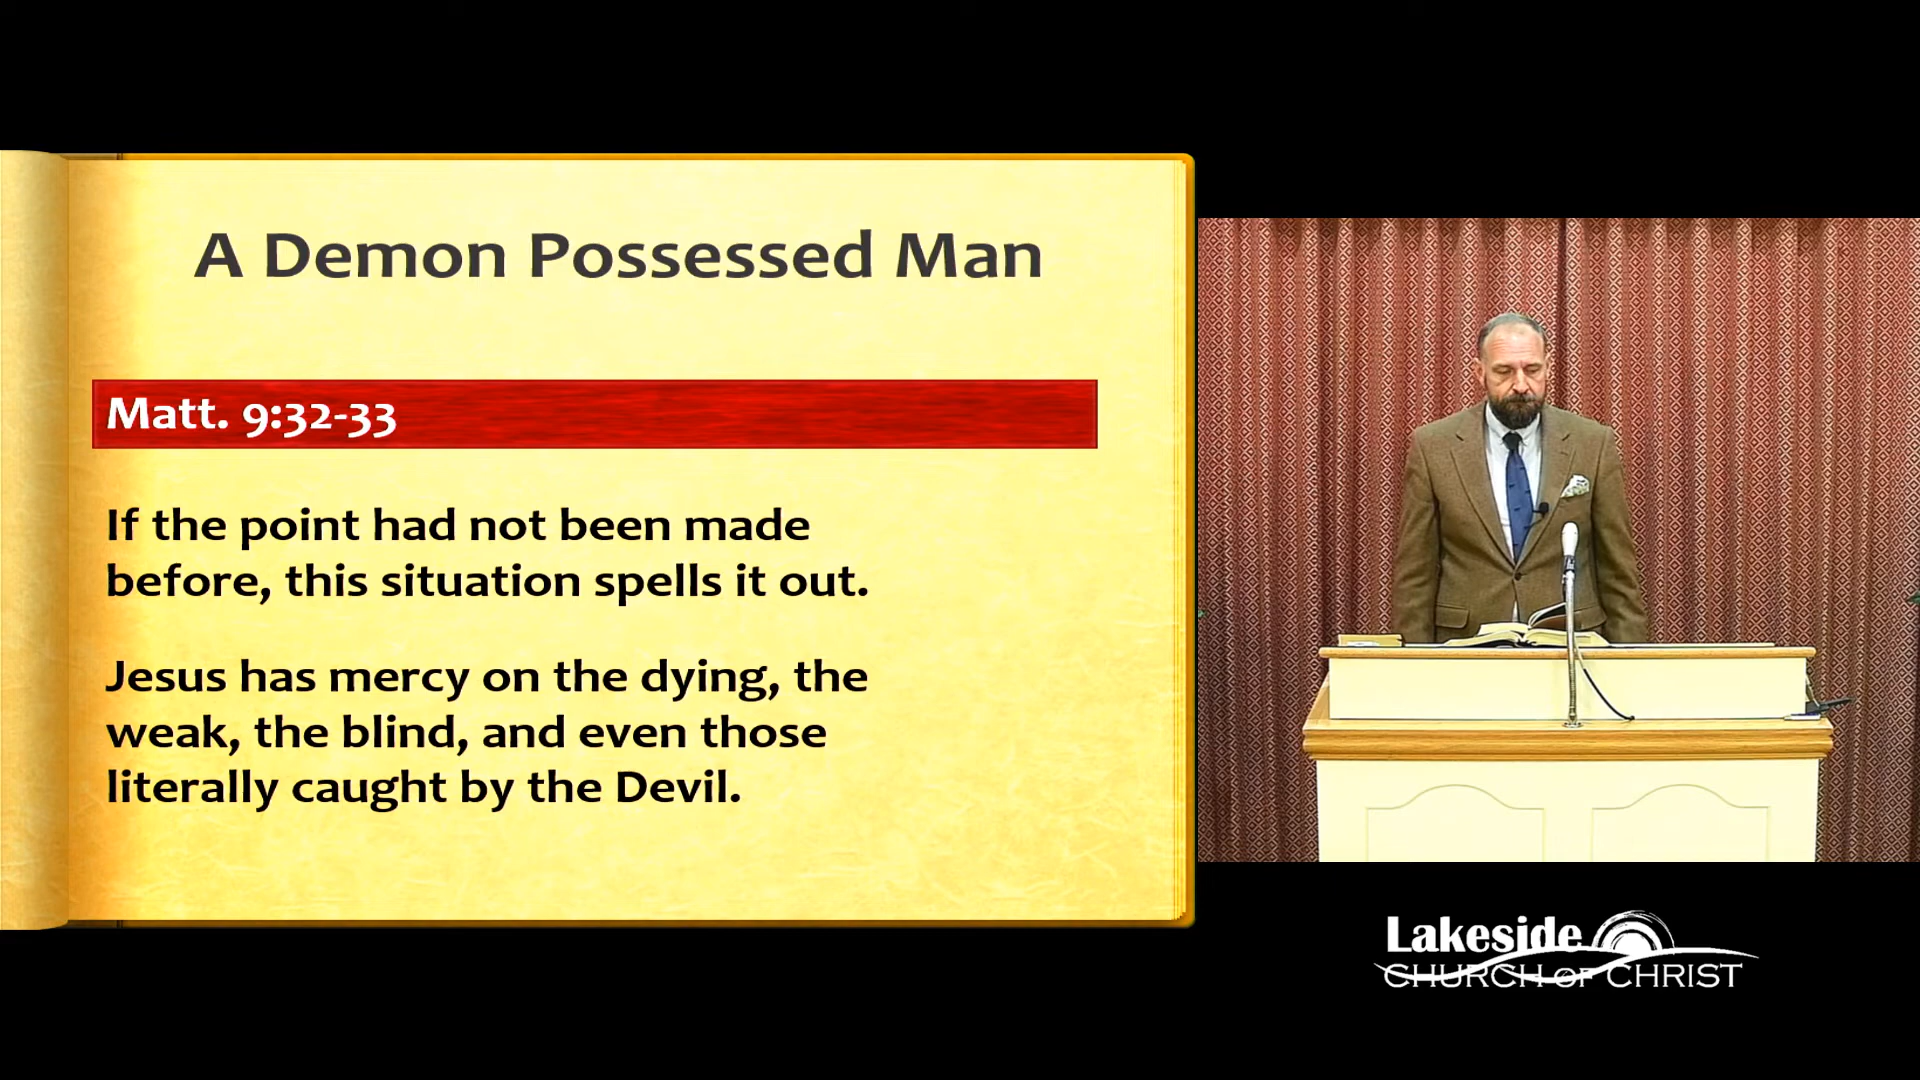 A Demon Possessed Man
Matt. 9:32-33
If the point had not been made
before, this situation spells it out.
Jesus has mercy on the dying, the
weak, the blind, and even those
literally caught by the Devil.
Lakeside
CHURCH OF CHRIST